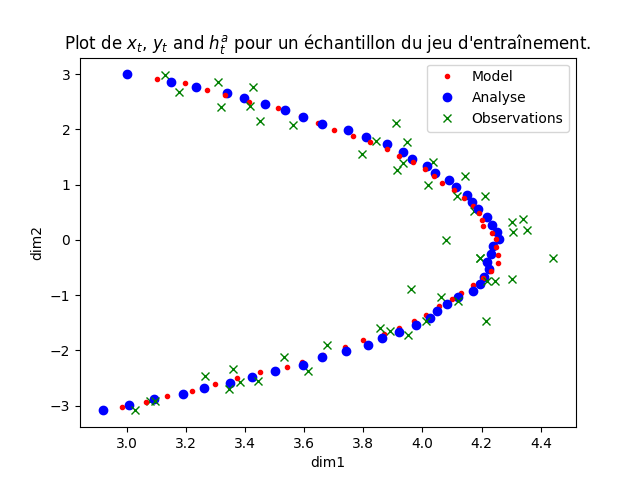 Plot de $x_t$, $y_t$ and $h_t^a$ pour un échantillon du jeu d'entraînement.
Model
Analyse
Observations
3
2
1
0
−1
−2
−3
dim2
3.0 3.2 3.4 3.6 3.8 4.0 4.2 4.4
dim1